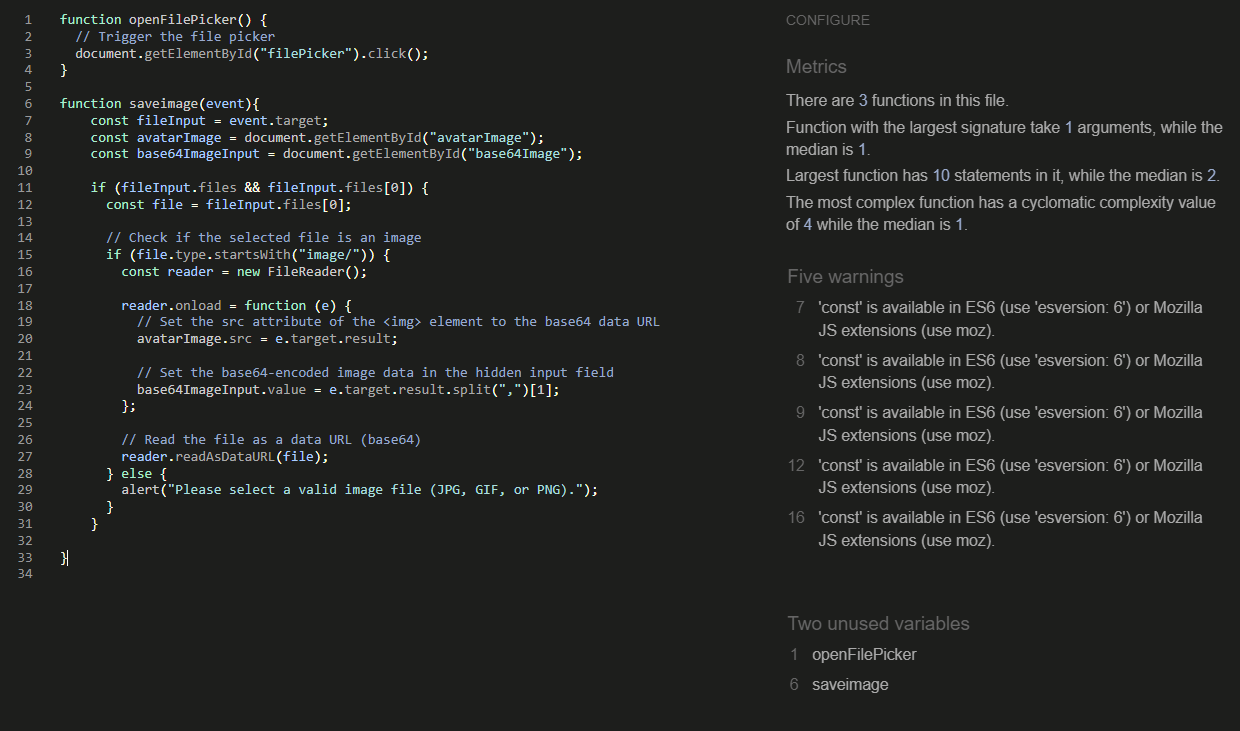 1 function openFilePicker() {
2 // Trigger the file picker
3 document.getElementById("filePicker").click();
4 }
5
6 function saveimage(event){
7 const fileInput = event.target;
8 const avatarImage = document.getElementById("avatarImage");
9 const base64ImageInput = document.getElementById("base64Image");
10
11 if (fileInput.files && fileInput.files[0]) {
12 const file = fileInput.files[0];
13
14 // Check if the selected file is an image
15 if (file.type.startsWith("image/")) {
16 const reader = new FileReader();
17
18 reader.onload = function (e) {
19 // Set the src attribute of the <img> element to the base64 data URL
20 avatarImage.src = e.target.result;
21
22 // Set the base64-encoded image data in the hidden input field
23 base64ImageInput.value = e.target.result.split(",")[1];
24 };
25
26 // Read the file as a data URL (base64)
27 reader.readAsDataURL(file);
28 } else {
29 alert("Please select a valid image file (JPG, GIF, or PNG).");
30 }
31 }
32
33 }
34
CONFIGURE
Metrics
There are 3 functions in this file.
Function with the largest signature take 1 arguments, while the
median is 1.
Largest function has 10 statements in it, while the median is 2.
The most complex function has a cyclomatic complexity value
of 4 while the median is 1.
Five warnings
7 'const' is available in ES6 (use 'esversion: 6') or Mozilla
JS extensions (use moz).
8 'const' is available in ES6 (use 'esversion: 6') or Mozilla
JS extensions (use moz).
9 'const' is available in ES6 (use 'esversion: 6') or Mozilla
JS extensions (use moz).
12 'const' is available in ES6 (use 'esversion: 6') or Mozilla
JS extensions (use moz).
16 'const' is available in ES6 (use 'esversion: 6') or Mozilla
JS extensions (use moz).
Two unused variables
1 openFilePicker
6 saveimage